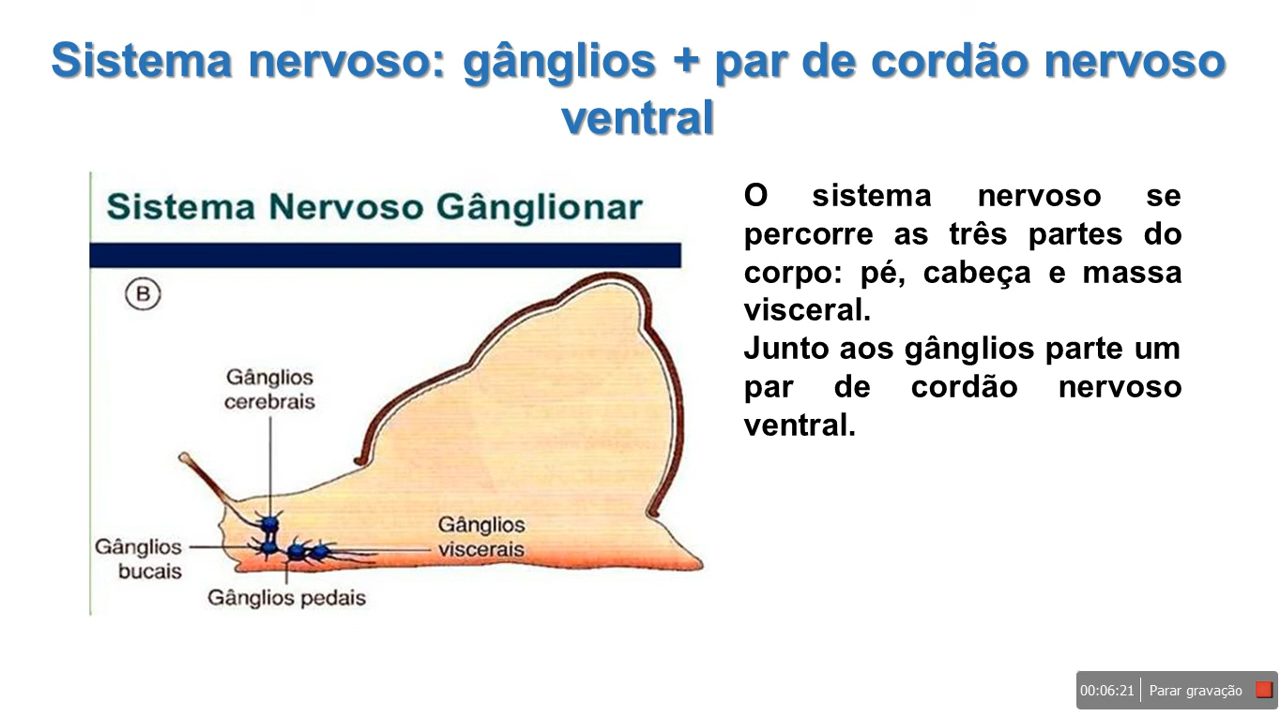 Sistema nervoso: gânglios + par de cordão nervoso
ventral
Sistema Nervoso Gânglionar
B
Gânglios
cerebrais
Gânglios
bucais
Gânglios pedais
Gânglios
viscerais
O sistema nervoso se
percorre as três partes do
corpo: pé, cabeça e massa
visceral.
Junto aos gânglios parte um
par de cordão nervoso
ventral.
00:06:21 Parar gravação